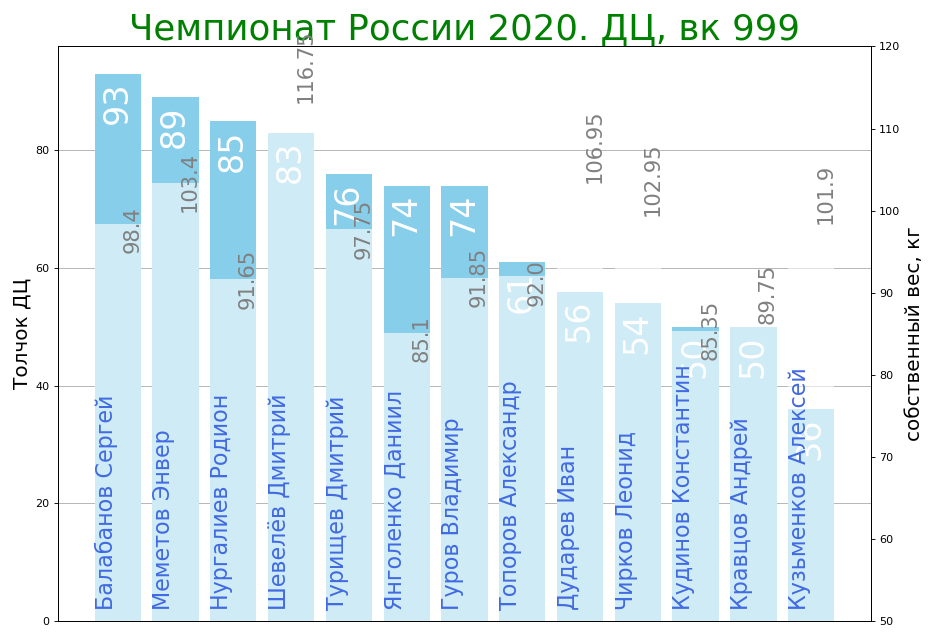 Чемпионат России 2020. ДЦ, вк 999
Толчок ДЦ
80
60
40
20
0
93
89
85
83
76
74
74
61
56
54
50
50
36
98.4
103.4
91.65
116.75
97.75
85.1
91.85
92.0
106.95
102.95
85.35
89.75
101.9
Балабанов Сергей
Меметов Энвер
Нургалиев Родион
Шевелёв Дмитрий
Турищев Дмитрий
Янголенко Даниил
Гуров Владимир
Топоров Александр
Дударев Иван
Чирков Леонид
Кудинов Константин
Кравцов Андрей
Кузьменков Алексей
120
110
100
90
80
70
60
50
собственный вес, кг